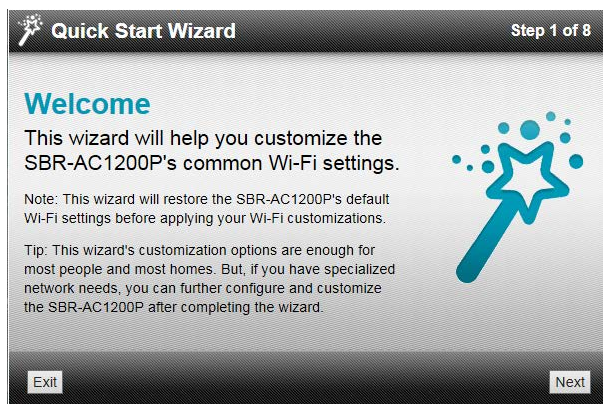 Quick Start Wizard
Step 1 of 8
Welcome
This wizard will help you customize the
SBR-AC1200P's common Wi-Fi settings.
Note: This wizard will restore the SBR-AC1200P's default
Wi-Fi settings before applying your Wi-Fi customizations.
Tip: This wizard's customization options are enough for
most people and most homes. But, if you have specialized
network needs, you can further configure and customize
the SBR-AC1200P after completing the wizard.
Exit
Next